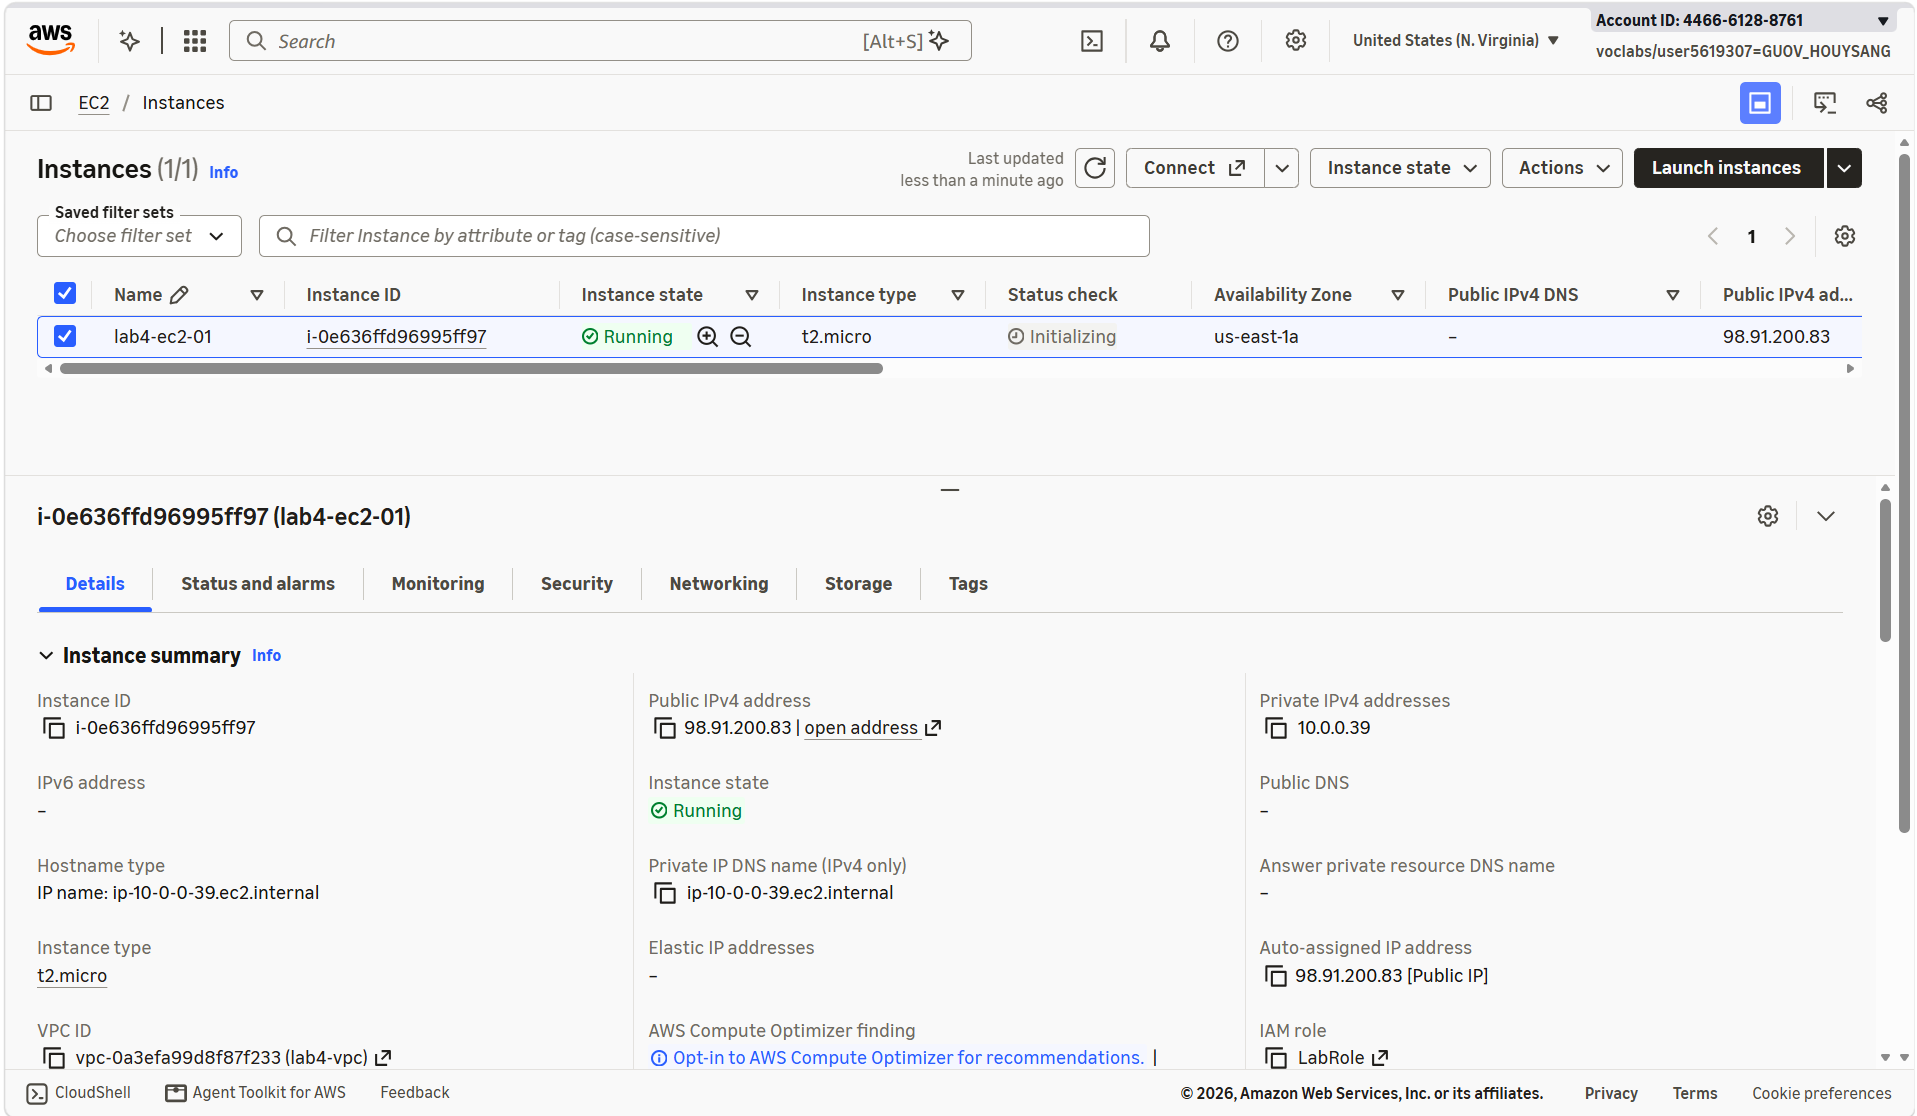 aws
Search [Alt+S]
United States (N. Virginia)
Account ID: 4466-6128-8761
voclabs/user5619307=GUOV_HOUYSANG
EC2 / Instances
Instances (1/1) Info
Last updated
less than a minute ago
Connect
Instance state
Actions
Launch instances
Saved filter sets
Choose filter set
Filter Instance by attribute or tag (case-sensitive)
1
Name Instance ID Instance state Instance type Status check Availability Zone Public IPv4 DNS Public IPv4 ad...
lab4-ec2-01 i-0e636ffd96995ff97 Running t2.micro Initializing us-east-1a – 98.91.200.83
i-0e636ffd96995ff97 (lab4-ec2-01)
Details Status and alarms Monitoring Security Networking Storage Tags
Instance summary Info
Instance ID
i-0e636ffd96995ff97
Public IPv4 address
98.91.200.83 | open address
Private IPv4 addresses
10.0.0.39
IPv6 address
–
Instance state
Running
Public DNS
–
Hostname type
IP name: ip-10-0-0-39.ec2.internal
Private IP DNS name (IPv4 only)
ip-10-0-0-39.ec2.internal
Answer private resource DNS name
–
Instance type
t2.micro
Elastic IP addresses
–
Auto-assigned IP address
98.91.200.83 [Public IP]
VPC ID
vpc-0a3efa99d8f87f233 (lab4-vpc)
AWS Compute Optimizer finding
Opt-in to AWS Compute Optimizer for recommendations. |
IAM role
LabRole
CloudShell Agent Toolkit for AWS Feedback
© 2026, Amazon Web Services, Inc. or its affiliates. Privacy Terms Cookie preferences